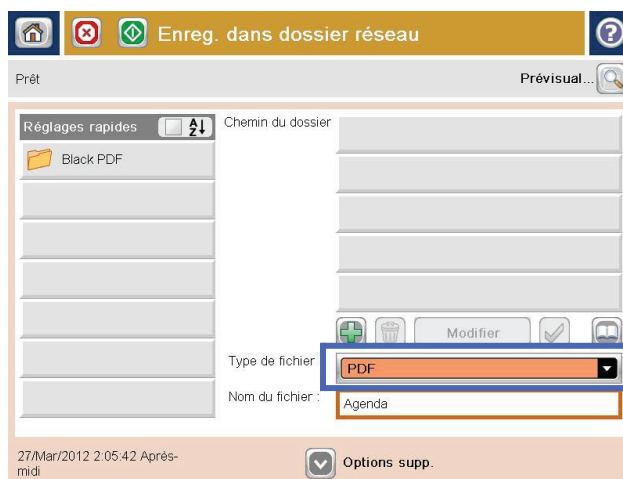 Enreg. dans dossier réseau
?
Prêt
Prévisual...
Réglages rapides
A Z
Chemin du dossier
Black PDF
Modifier
Type de fichier
PDF
Nom du fichier :
Agenda
27/Mar/2012 2:05:42 Après-
midi
Options supp.